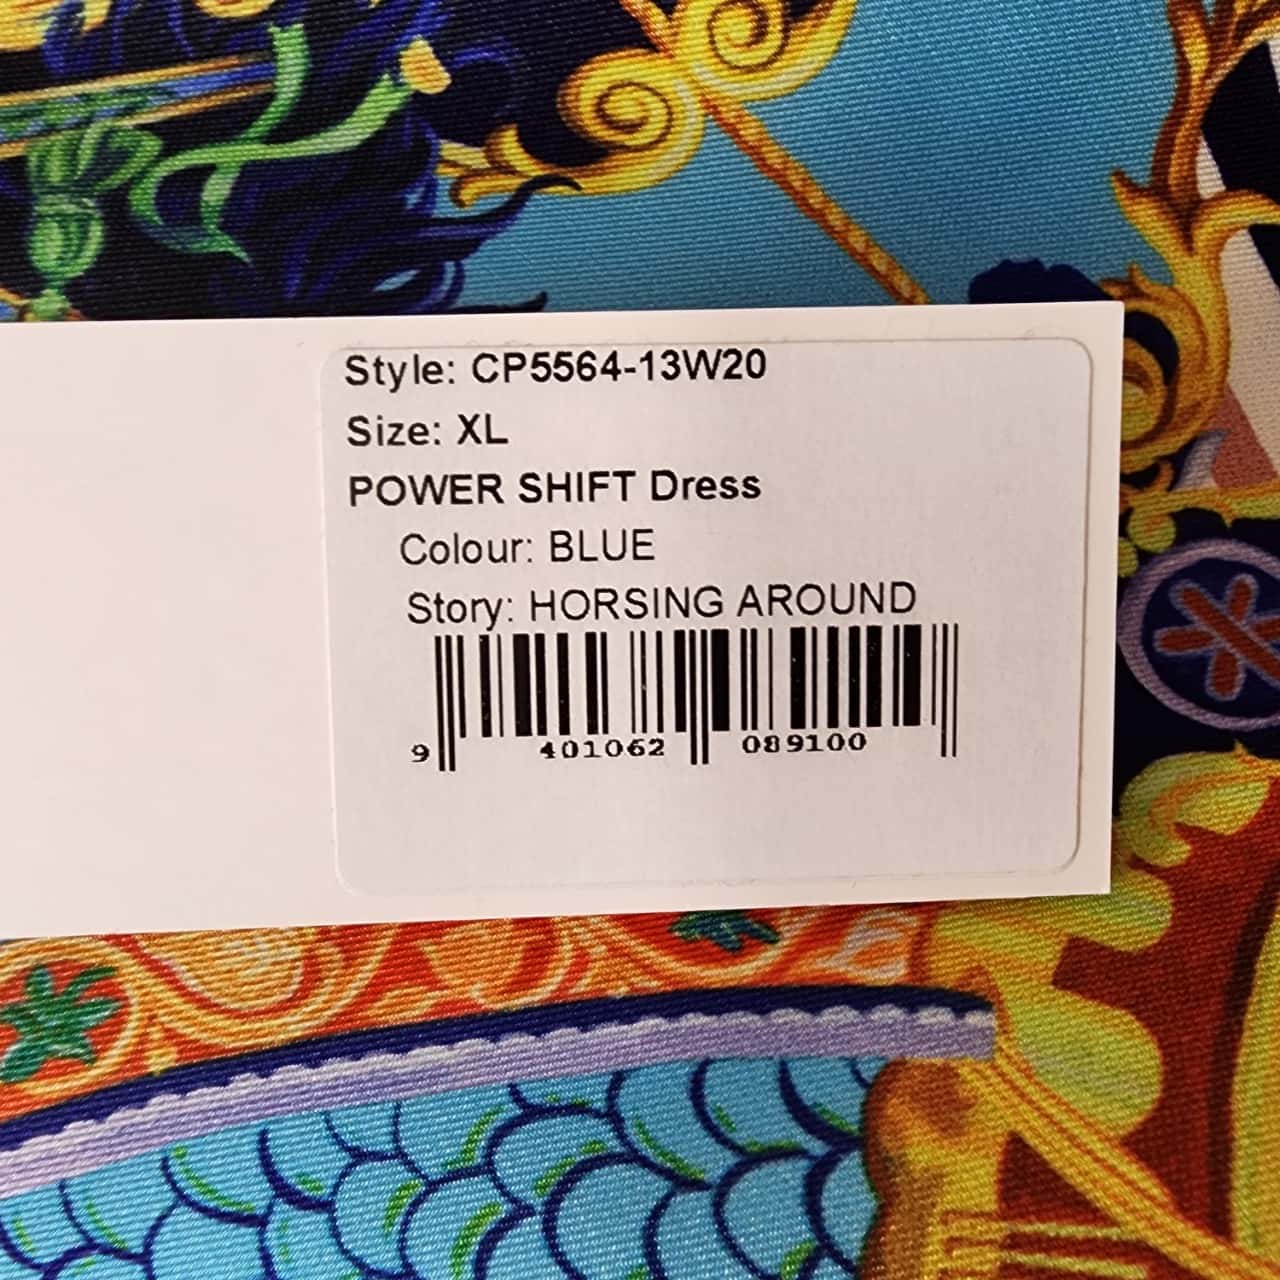 Style: CP5564-13W20
Size: XL
POWER SHIFT Dress
Colour: BLUE
Story: HORSING AROUND
9 401062 089100